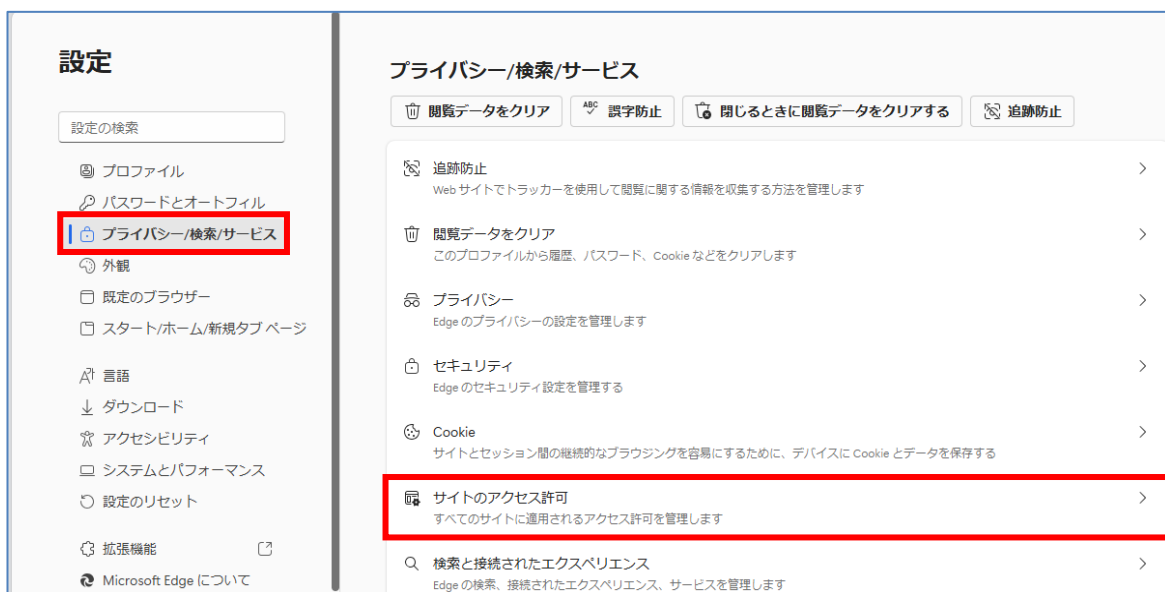 設定
設定の検索
プロファイル
パスワードとオートフィル
プライバシー/検索/サービス
外観
既定のブラウザー
スタート/ホーム/新規タブ ページ
言語
ダウンロード
アクセシビリティ
システムとパフォーマンス
設定のリセット
拡張機能
Microsoft Edge について
プライバシー/検索/サービス
閲覧データをクリア
ABC 誤字防止
閉じるときに閲覧データをクリアする
追跡防止
追跡防止
Web サイトでトラッカーを使用して閲覧に関する情報を収集する方法を管理します
閲覧データをクリア
このプロファイルから履歴、パスワード、Cookie などをクリアします
プライバシー
Edge のプライバシーの設定を管理します
セキュリティ
Edge のセキュリティ設定を管理する
Cookie
サイトとセッション間の継続的なブラウジングを容易にするために、デバイスに Cookie とデータを保存する
サイトのアクセス許可
すべてのサイトに適用されるアクセス許可を管理します
検索と接続されたエクスペリエンス
Edge の検索、接続されたエクスペリエンス、サービスを管理します